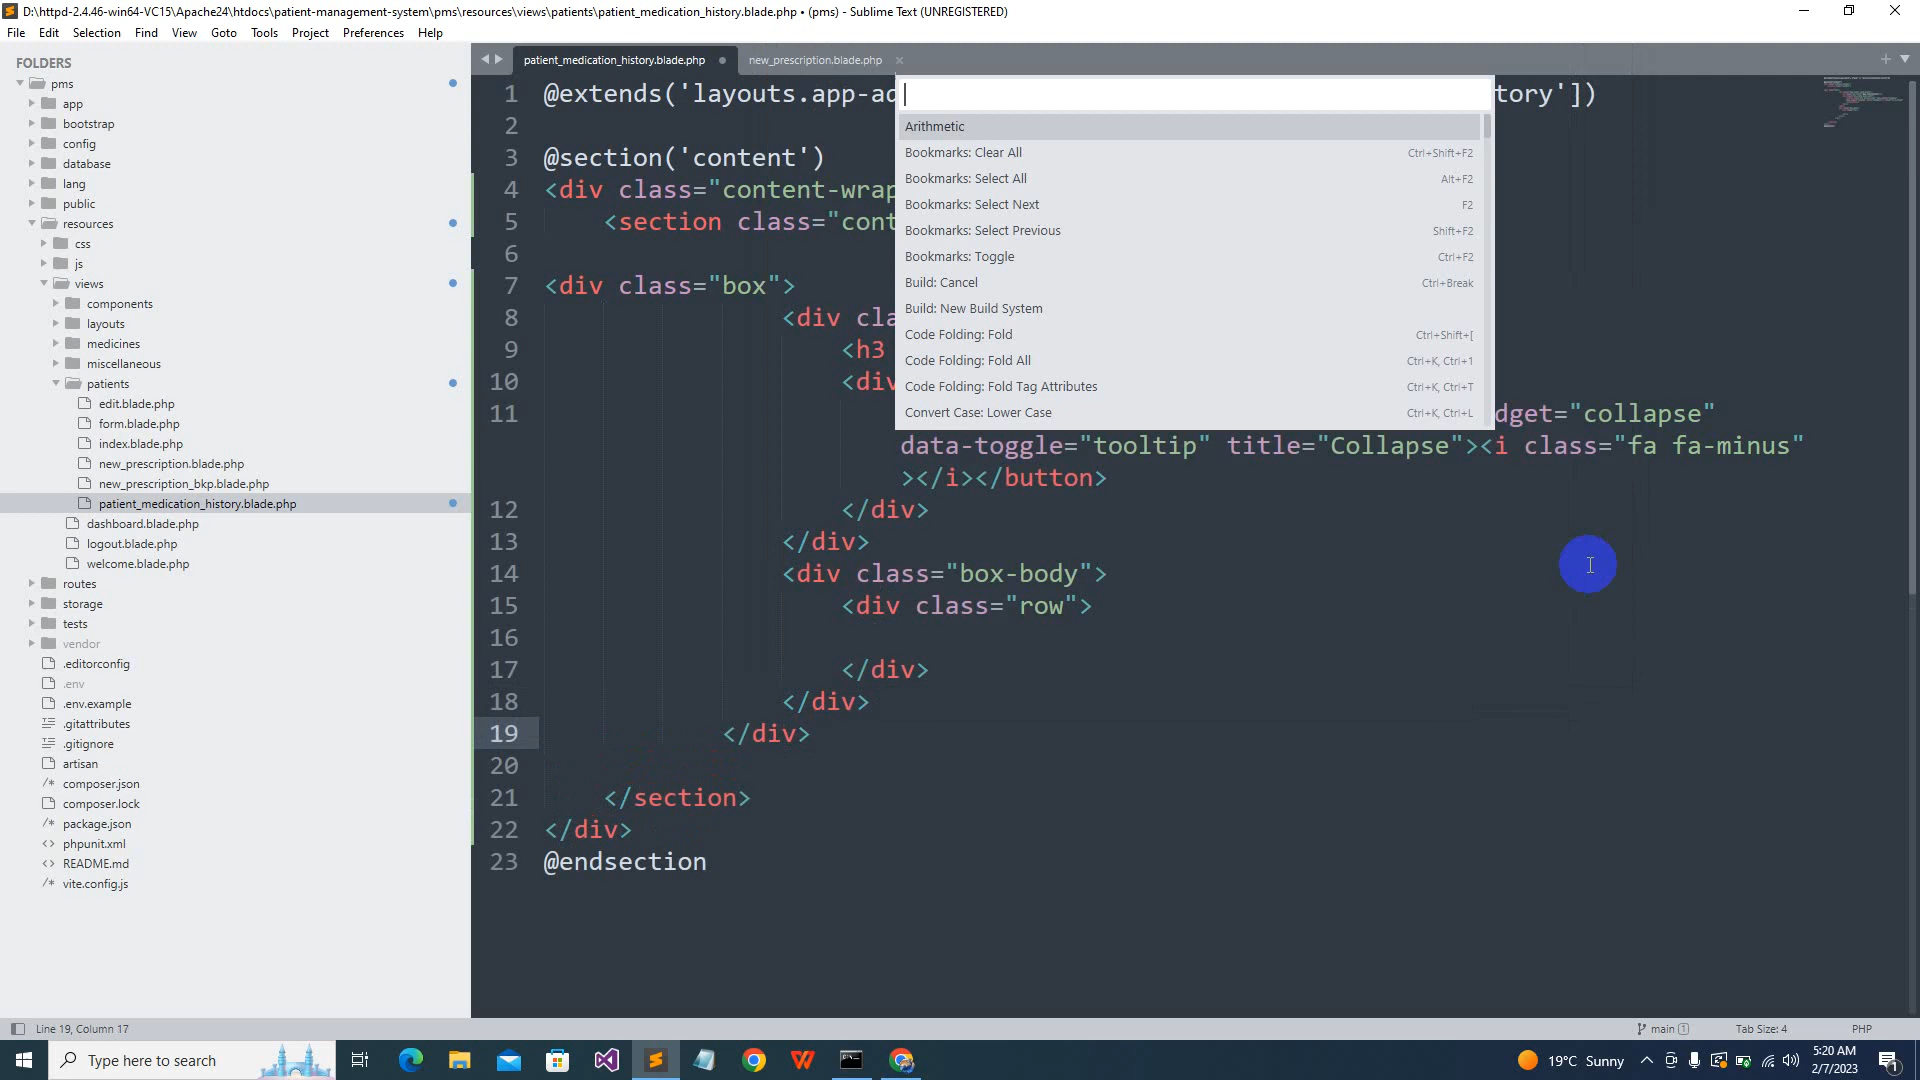 D:\httpd-2.4.46-win64-VC15\Apache24\htdocs\patient-management-system\pms\resources\views\patients\patient_medication_history.blade.php • (pms) - Sublime Text (UNREGISTERED)
File Edit Selection Find View Goto Tools Project Preferences Help
FOLDERS
pms
app
bootstrap
config
database
lang
public
resources
css
js
views
components
layouts
medicines
miscellaneous
patients
edit.blade.php
form.blade.php
index.blade.php
new_prescription.blade.php
new_prescription_bkp.blade.php
patient_medication_history.blade.php
dashboard.blade.php
logout.blade.php
welcome.blade.php
routes
storage
tests
vendor
.editorconfig
.env
.env.example
.gitattributes
.gitignore
artisan
composer.json
composer.lock
package.json
phpunit.xml
README.md
vite.config.js
patient_medication_history.blade.php new_prescription.blade.php
1 @extends('layouts.app-ad tory'])
2
3 @section('content')
4 <div class="content-wrap
5 <section class="cont
6
7 <div class="box">
8 <div cla
9 <h3
10 <div
11 dget="collapse"
data-toggle="tooltip" title="Collapse"><i class="fa fa-minus"
></i></button>
12 </div>
13 </div>
14 <div class="box-body">
15 <div class="row">
16
17 </div>
18 </div>
19 </div>
20
21 </section>
22 </div>
23 @endsection
Arithmetic
Bookmarks: Clear All Ctrl+Shift+F2
Bookmarks: Select All Alt+F2
Bookmarks: Select Next F2
Bookmarks: Select Previous Shift+F2
Bookmarks: Toggle Ctrl+F2
Build: Cancel Ctrl+Break
Build: New Build System
Code Folding: Fold Ctrl+Shift+[
Code Folding: Fold All Ctrl+K, Ctrl+1
Code Folding: Fold Tag Attributes Ctrl+K, Ctrl+T
Convert Case: Lower Case Ctrl+K, Ctrl+L
Line 19, Column 17 main 1 Tab Size: 4 PHP
Type here to search 19°C Sunny 5:20 AM
2/7/2023 1